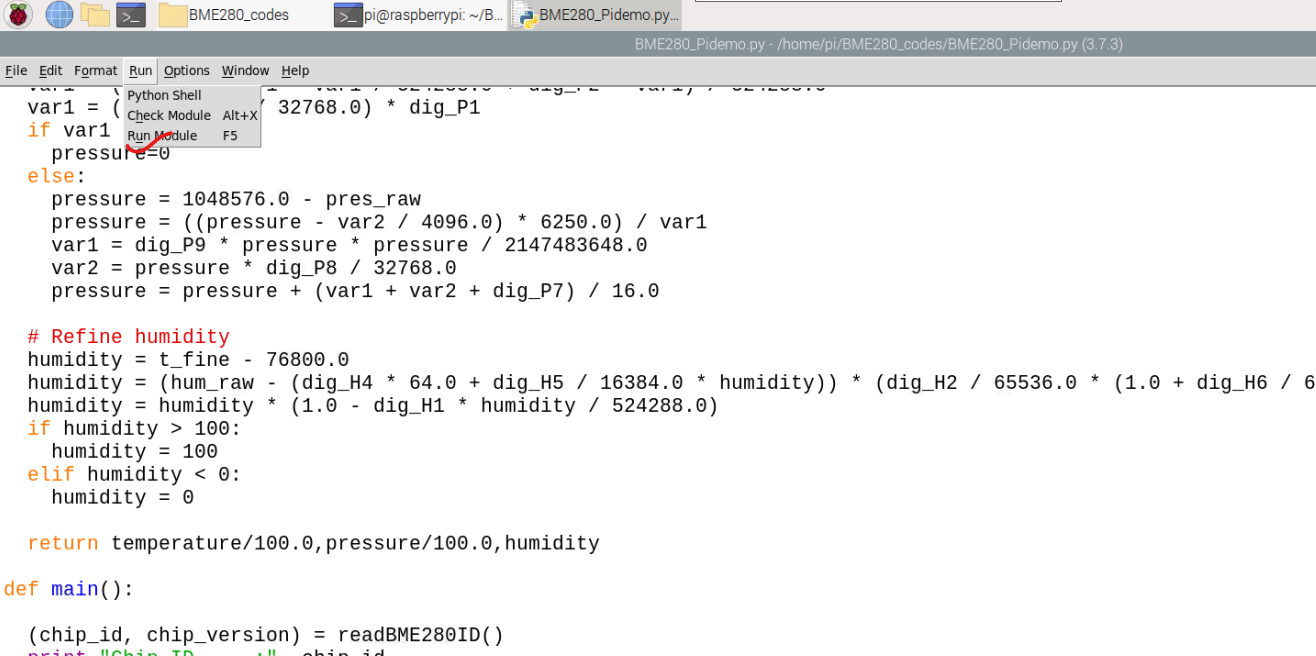 BME280_codes
pi@raspberrypi: ~/B...
BME280_Pidemo.py...
BME280_Pidemo.py - /home/pi/BME280_codes/BME280_Pidemo.py (3.7.3)
File Edit Format Run Options Window Help
Python Shell
Check Module Alt+X
Run Module F5
var1 = ( / 32768.0) * dig_P1
if var1
pressure=0
else:
pressure = 1048576.0 - pres_raw
pressure = ((pressure - var2 / 4096.0) * 6250.0) / var1
var1 = dig_P9 * pressure * pressure / 2147483648.0
var2 = pressure * dig_P8 / 32768.0
pressure = pressure + (var1 + var2 + dig_P7) / 16.0
# Refine humidity
humidity = t_fine - 76800.0
humidity = (hum_raw - (dig_H4 * 64.0 + dig_H5 / 16384.0 * humidity)) * (dig_H2 / 65536.0 * (1.0 + dig_H6 / 6
humidity = humidity * (1.0 - dig_H1 * humidity / 524288.0)
if humidity > 100:
humidity = 100
elif humidity < 0:
humidity = 0
return temperature/100.0,pressure/100.0,humidity
def main():
(chip_id, chip_version) = readBME280ID()